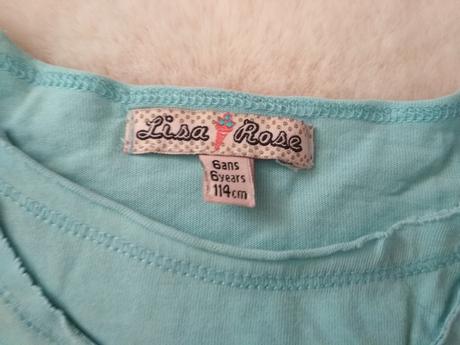 Lisa Rose
6ans
6years
114cm